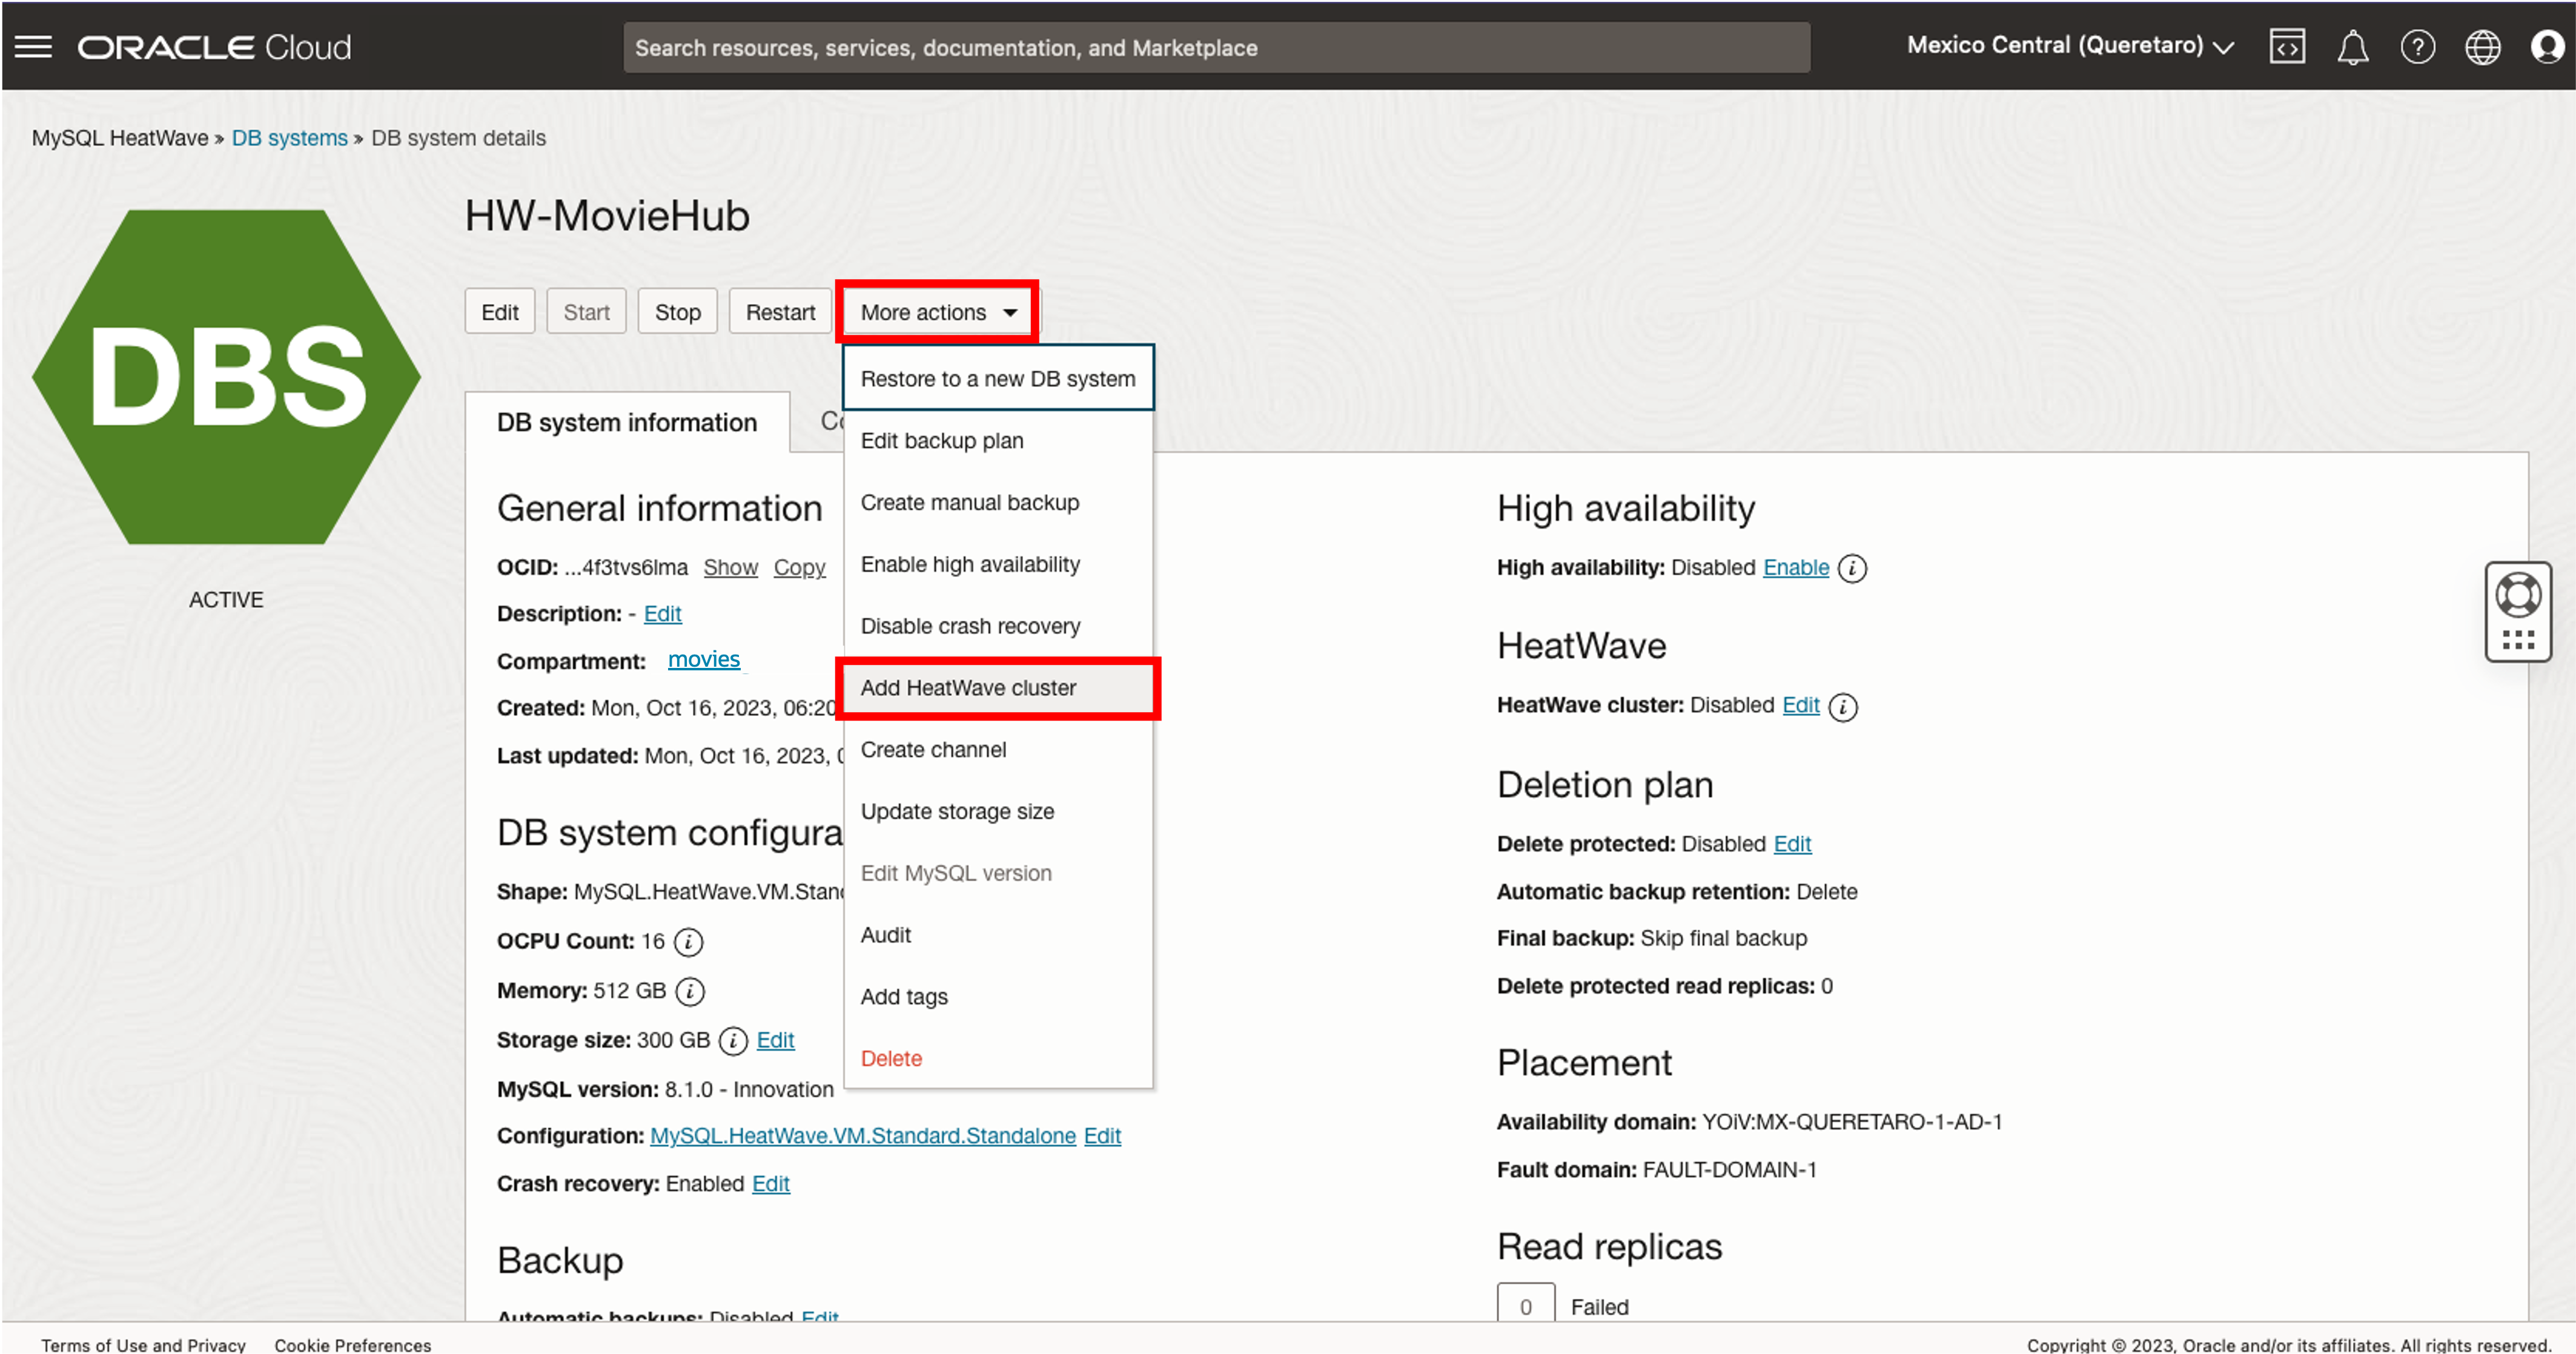 ORACLE Cloud
Search resources, services, documentation, and Marketplace
Mexico Central (Queretaro)
MySQL HeatWave » DB systems » DB system details
DBS
ACTIVE
HW-MovieHub
Edit
Start
Stop
Restart
More actions
Restore to a new DB system
Edit backup plan
Create manual backup
Enable high availability
Disable crash recovery
Add HeatWave cluster
Create channel
Update storage size
Edit MySQL version
Audit
Add tags
Delete
DB system information
General information
OCID: ...4f3tvs6lma Show Copy
Description: - Edit
Compartment: movies
Created: Mon, Oct 16, 2023, 06:20
Last updated: Mon, Oct 16, 2023,
DB system
Shape:
OCPU Count: 16
Memory: 512 GB
Storage size: 300 GB Edit
MySQL version: 8.1.0 - Innovation
Configuration: MySQL.HeatWave.VM.Standard.Standalone Edit
Crash recovery: Enabled Edit
Backup
Automatic backups: Disabled Edit
High availability
High availability: Disabled Enable
HeatWave
HeatWave cluster: Disabled Edit
Deletion plan
Delete protected: Disabled Edit
Automatic backup retention: Delete
Final backup: Skip final backup
Delete protected read replicas: 0
Placement
Availability domain: YOiV:MX-QUERETARO-1-AD-1
Fault domain: FAULT-DOMAIN-1
Read replicas
0 Failed
Terms of Use and Privacy
Cookie Preferences
Copyright © 2023, Oracle and/or its affiliates. All rights reserved.